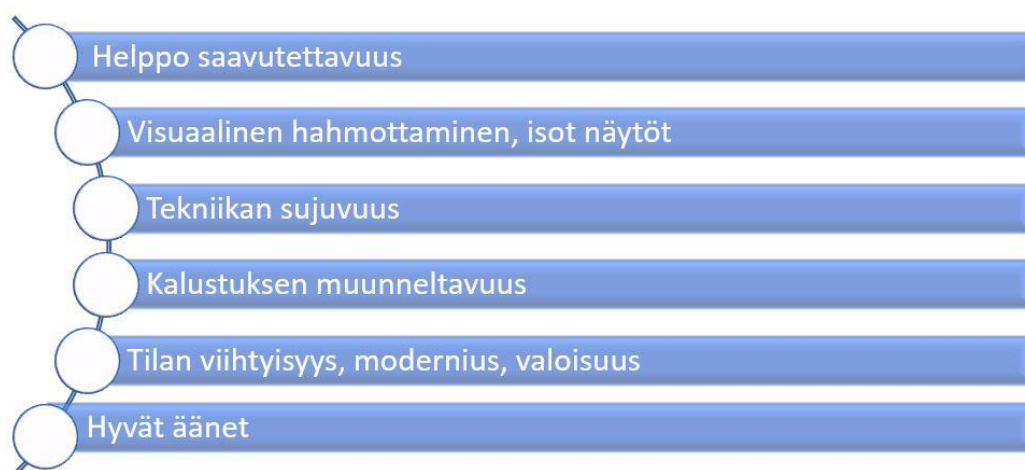 Helppo saavutettavuus
Visuaalinen hahmottaminen, isot näytöt
Tekniikan sujuvuus
Kalustuksen muunneltavuus
Tilan viihtyisyys, modernius, valoisuus
Hyvät äänet